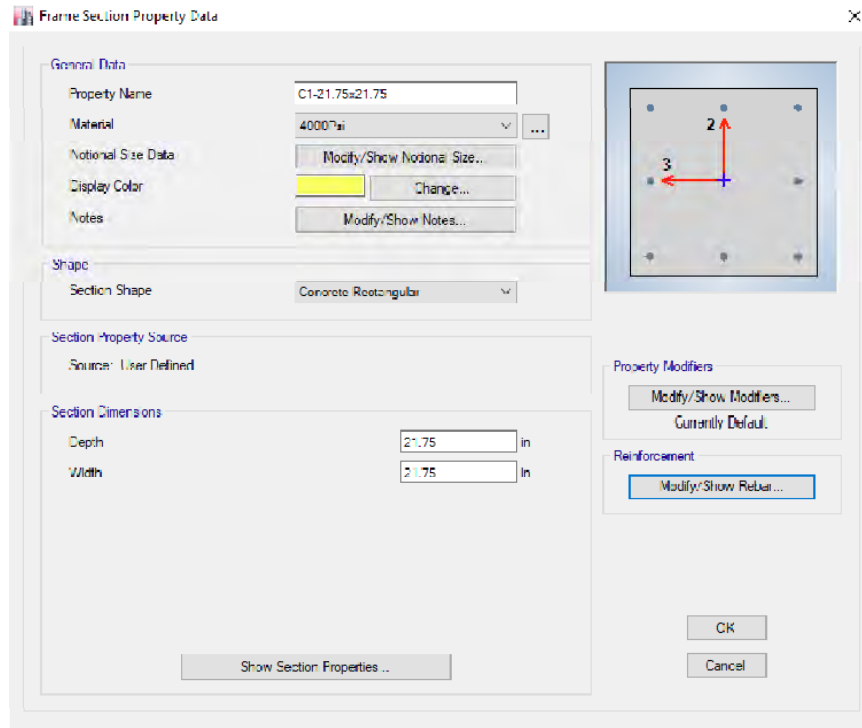 Frame Section Property Data
General Data
Property Name C1-21.75x21.75
Material 4000Psi ...
Notional Size Data Modify/Show Notional Size...
Display Color Change...
Notes Modify/Show Notes...
Shape
Section Shape Concrete Rectangular
Section Property Source
Source: User Defined
Section Dimensions
Depth 21.75 in
Width 21.75 in
Show Section Properties...
2
3
Property Modifiers
Modify/Show Modifiers...
Currently Default
Reinforcement
Modify/Show Rebar...
OK
Cancel